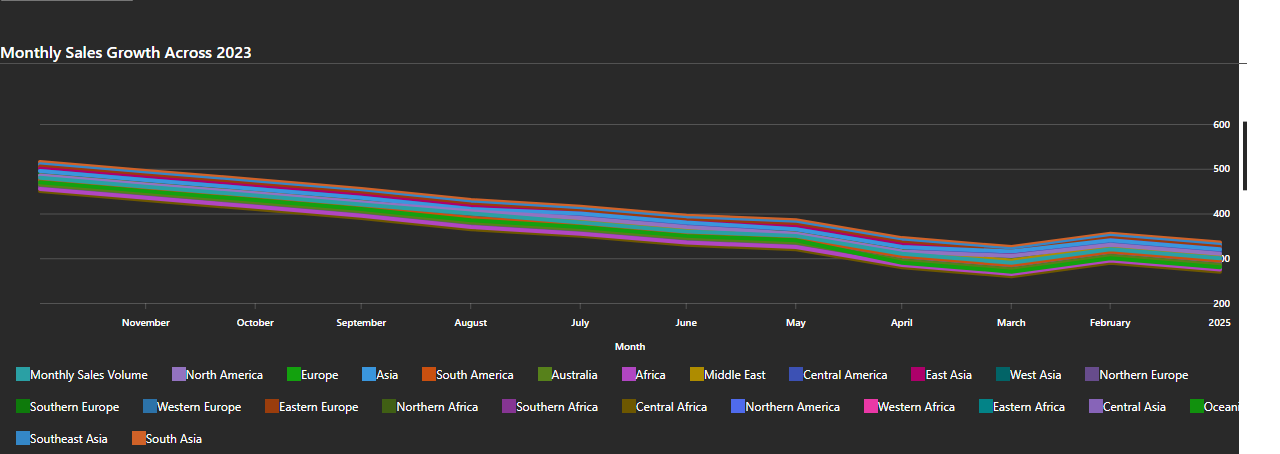 Monthly Sales Growth Across 2023
600
500
400
00
200
November October September August July June May April March February 2025
Month
Monthly Sales Volume North America Europe Asia South America Australia Africa Middle East Central America East Asia West Asia Northern Europe
Southern Europe Western Europe Eastern Europe Northern Africa Southern Africa Central Africa Northern America Western Africa Eastern Africa Central Asia Oceani
Southeast Asia South Asia